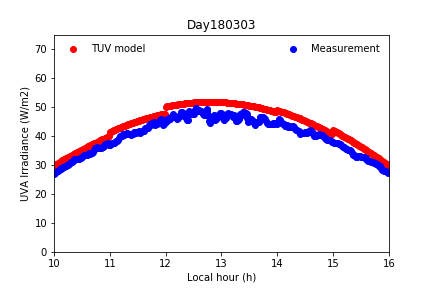 Day180303
TUV model
Measurement
UVA Irradiance (W/m2)
70
60
50
40
30
20
10
0
10 11 12 13 14 15 16
Local hour (h)